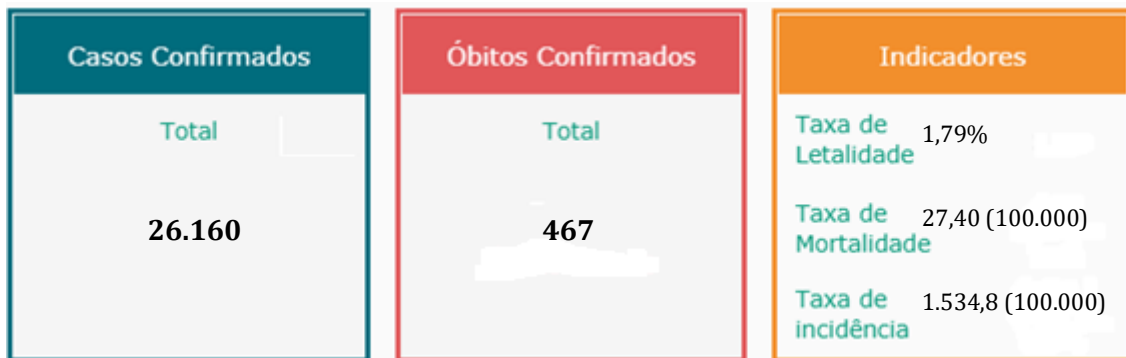 Casos Confirmados
Total
26.160
Óbitos Confirmados
Total
467
Indicadores
Taxa de Letalidade 1,79%
Taxa de Mortalidade 27,40 (100.000)
Taxa de incidência 1.534,8 (100.000)